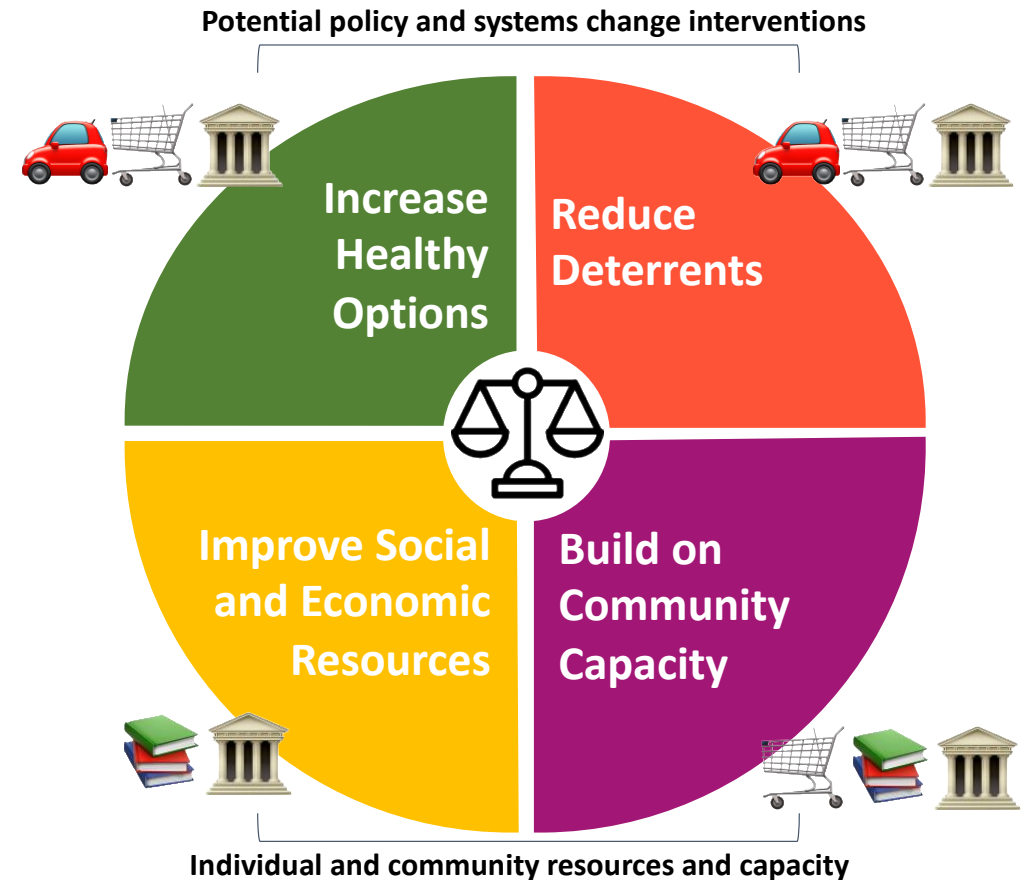 Potential policy and systems change interventions
Increase
Healthy
Options
Reduce
Deterrents
Improve Social
and Economic
Resources
Build on
Community
Capacity
Individual and community resources and capacity